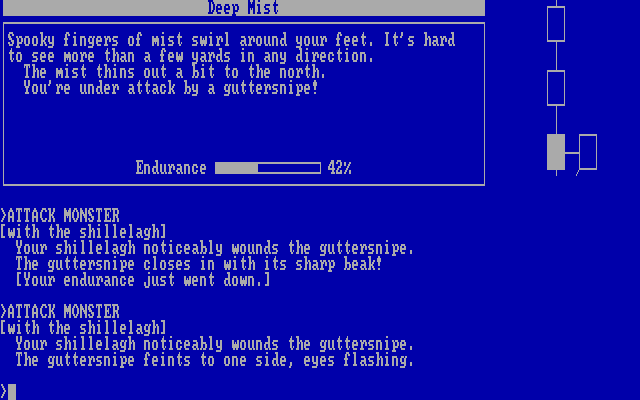 Deep Mist
Spooky fingers of mist swirl around your feet. It's hard
to see more than a few yards in any direction.
The mist thins out a bit to the north.
You're under attack by a guttersnipe!
Endurance 42%
>ATTACK MONSTER
[with the shillelagh]
Your shillelagh noticeably wounds the guttersnipe.
The guttersnipe closes in with its sharp beak!
[Your endurance just went down.]
>ATTACK MONSTER
[with the shillelagh]
Your shillelagh noticeably wounds the guttersnipe.
The guttersnipe feints to one side, eyes flashing.
>